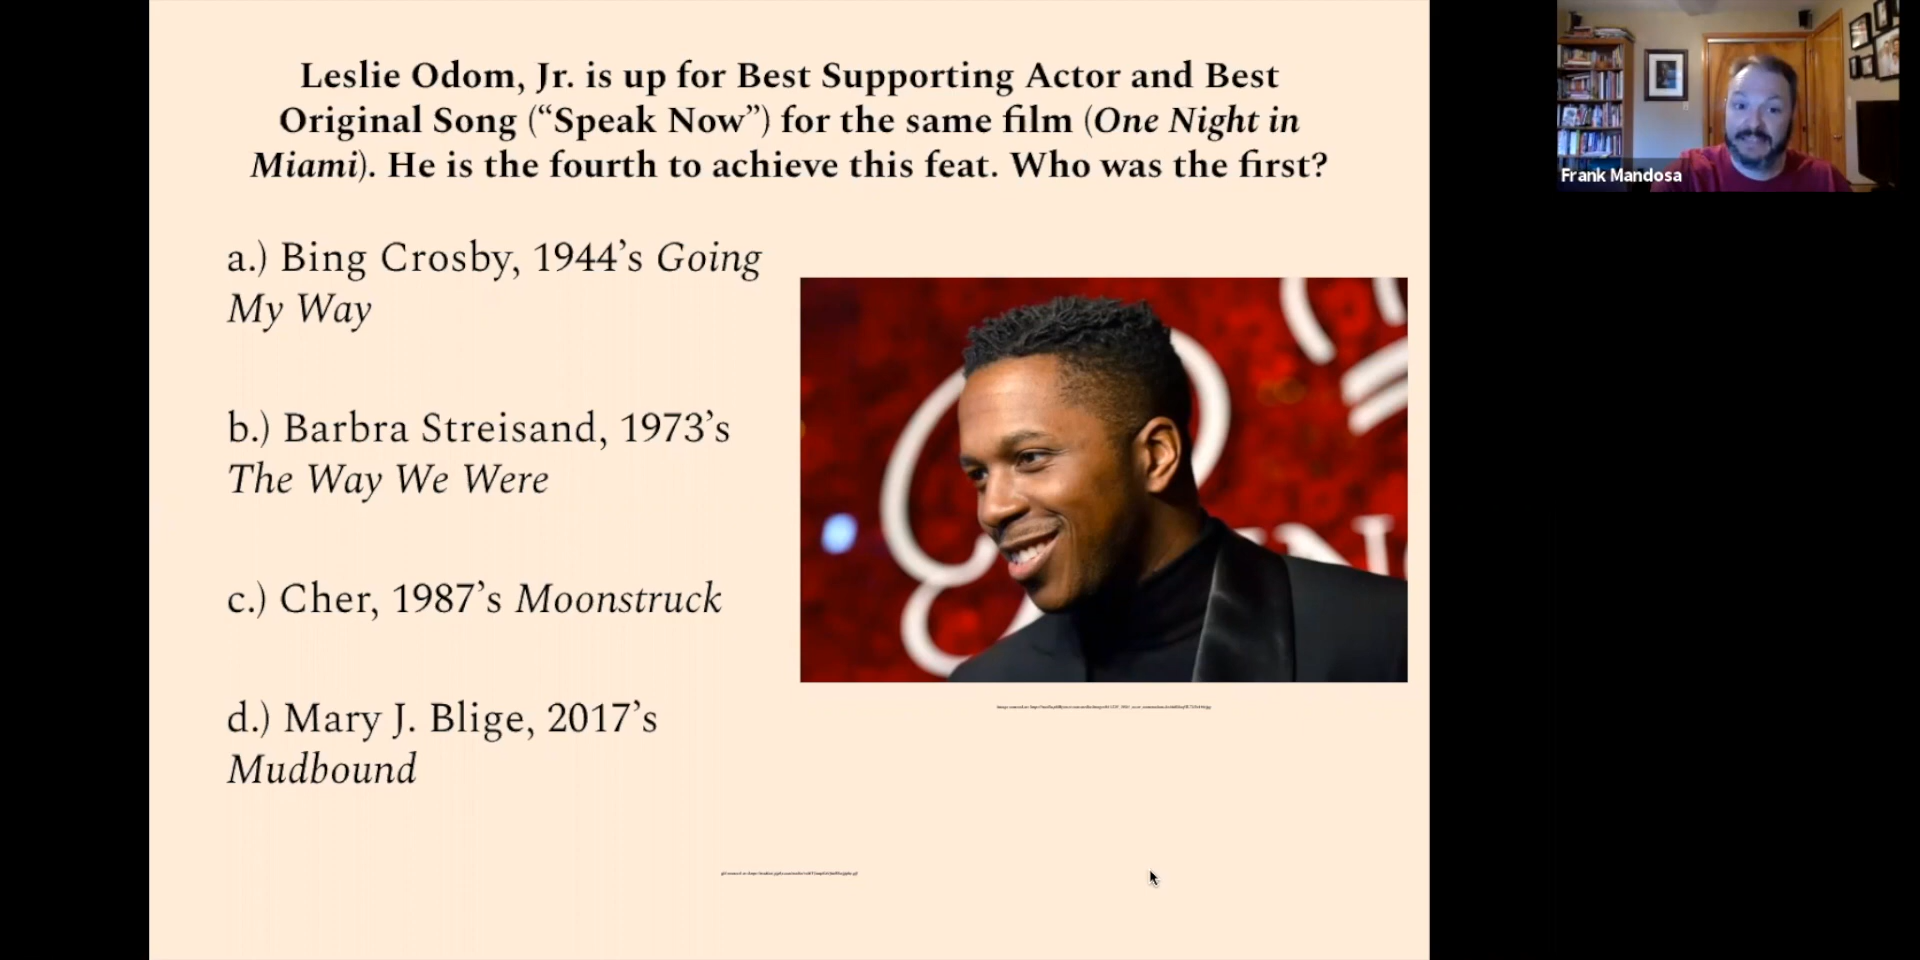 Leslie Odom, Jr. is up for Best Supporting Actor and Best
Original Song (“Speak Now”) for the same film (One Night in
Miami). He is the fourth to achieve this feat. Who was the first?
a.) Bing Crosby, 1944’s Going
My Way
b.) Barbra Streisand, 1973’s
The Way We Were
c.) Cher, 1987’s Moonstruck
d.) Mary J. Blige, 2017’s
Mudbound
Frank Mandosa